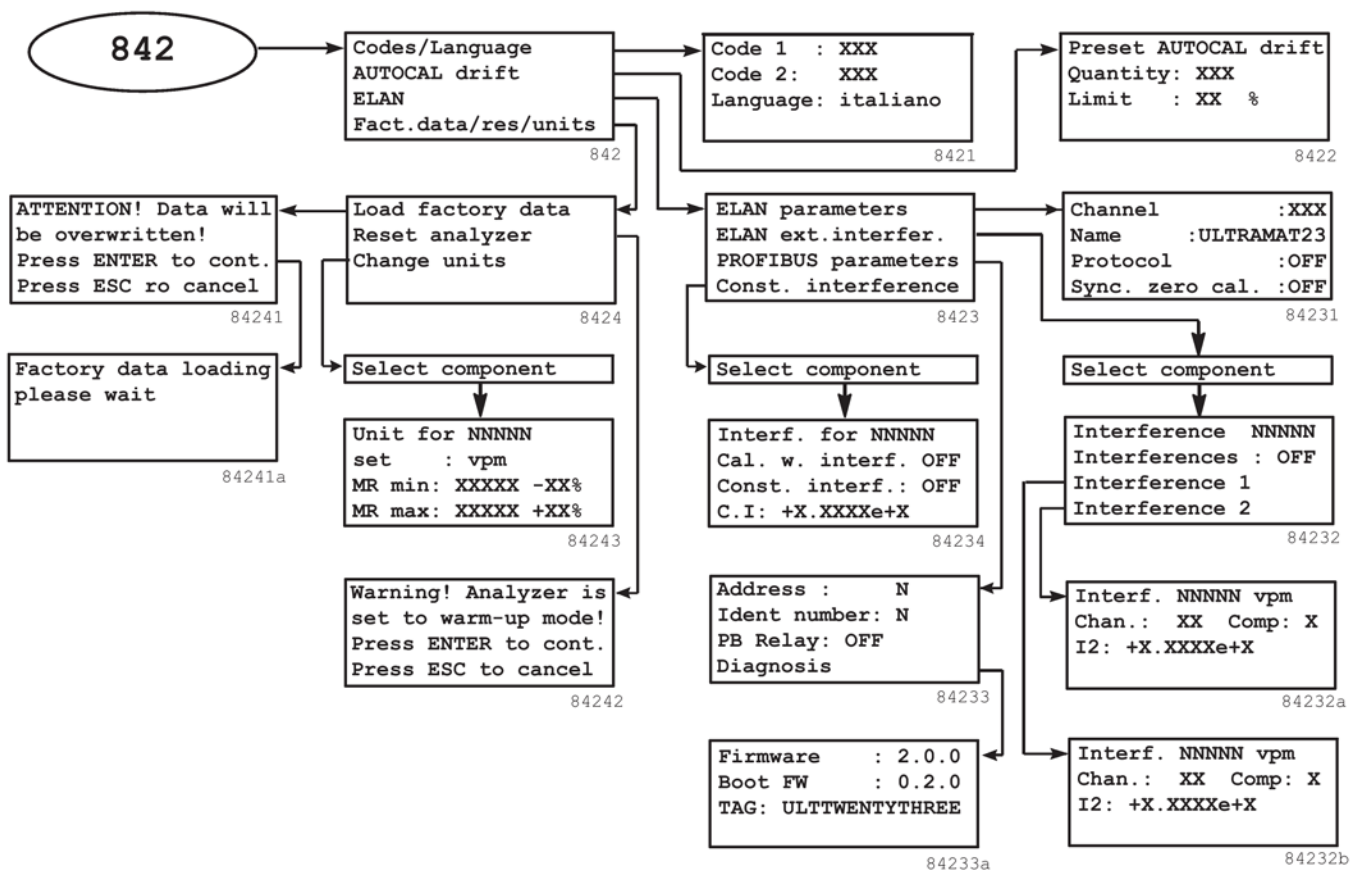 842
Codes/Language
AUTOCAL drift
ELAN
Fact.data/res/units
842
Code 1 : XXX
Code 2: XXX
Language: italiano
8421
Preset AUTOCAL drift
Quantity: XXX
Limit : XX %
8422
ATTENTION! Data will
be overwritten!
Press ENTER to cont.
Press ESC ro cancel
84241
Load factory data
Reset analyzer
Change units
8424
ELAN parameters
ELAN ext.interfer.
PROFIBUS parameters
Const. interference
8423
Channel :XXX
Name :ULTRAMAT23
Protocol :OFF
Sync. zero cal. :OFF
84231
Factory data loading
please wait
84241a
Select component
Select component
Select component
Unit for NNNNN
set : vpm
MR min: XXXXX -XX%
MR max: XXXXX +XX%
84243
Interf. for NNNNN
Cal. w. interf. OFF
Const. interf.: OFF
C.I: +X.XXXXe+X
84234
Interference NNNNN
Interferences : OFF
Interference 1
Interference 2
84232
Warning! Analyzer is
set to warm-up mode!
Press ENTER to cont.
Press ESC to cancel
84242
Address : N
Ident number: N
PB Relay: OFF
Diagnosis
84233
Interf. NNNNN vpm
Chan.: XX Comp: X
I2: +X.XXXXe+X
84232a
Firmware : 2.0.0
Boot FW : 0.2.0
TAG: ULTTWENTYTHREE
84233a
Interf. NNNNN vpm
Chan.: XX Comp: X
I2: +X.XXXXe+X
84232b